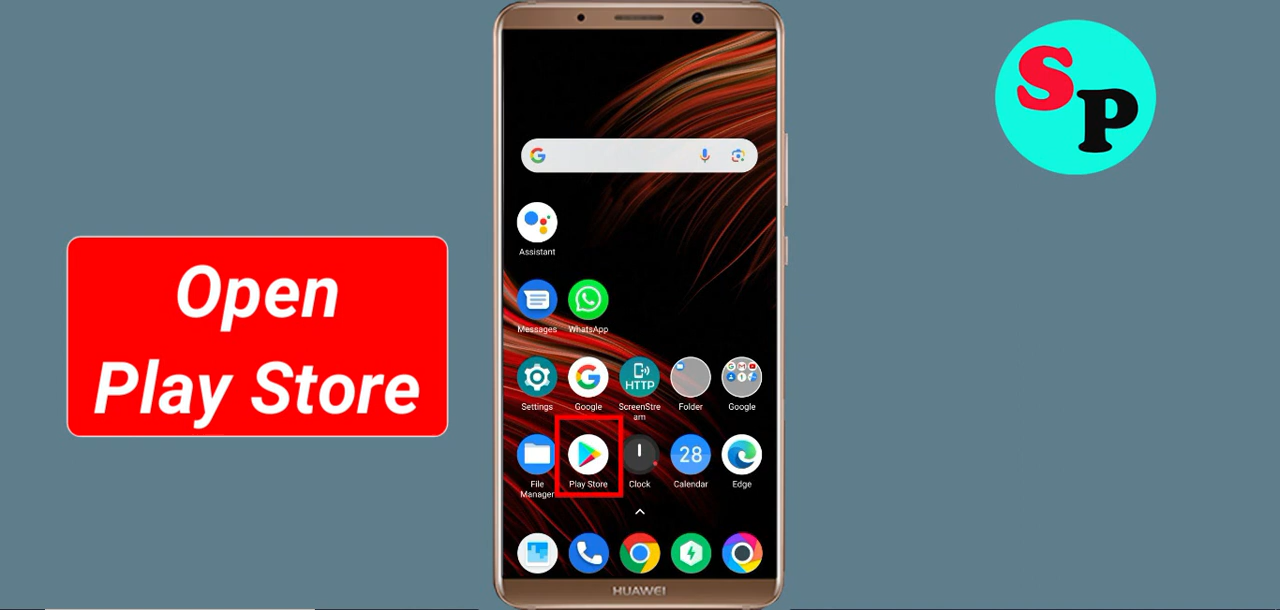 Open
Play Store
S
P
Assistant
Messages WhatsApp
HTTP
Settings Google ScreenStre
am Folder Google
28
File
Manager Play Store Clock Calendar Edge
HUAWEI